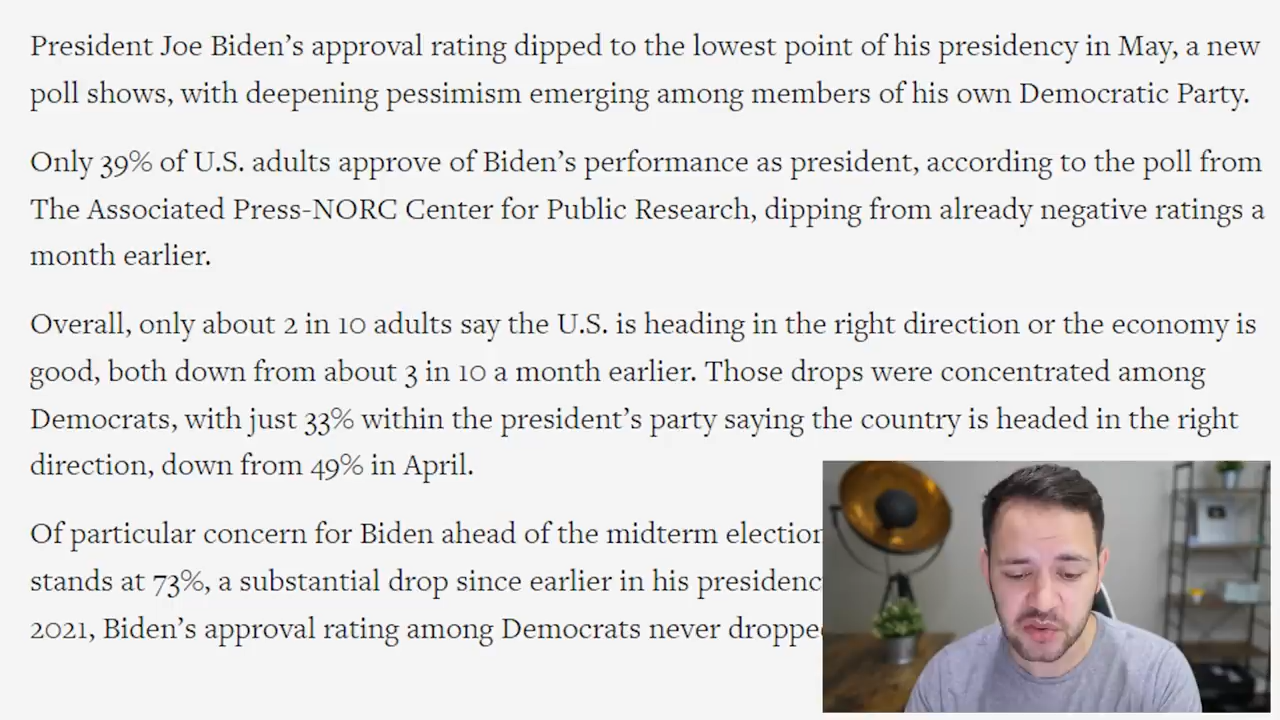 President Joe Biden’s approval rating dipped to the lowest point of his presidency in May, a new
poll shows, with deepening pessimism emerging among members of his own Democratic Party.
Only 39% of U.S. adults approve of Biden’s performance as president, according to the poll from
The Associated Press-NORC Center for Public Research, dipping from already negative ratings a
month earlier.
Overall, only about 2 in 10 adults say the U.S. is heading in the right direction or the economy is
good, both down from about 3 in 10 a month earlier. Those drops were concentrated among
Democrats, with just 33% within the president’s party saying the country is headed in the right
direction, down from 49% in April.
Of particular concern for Biden ahead of the midterm
stands at 73%, a substantial drop since earlier in his
2021, Biden’s approval rating among Democrats never